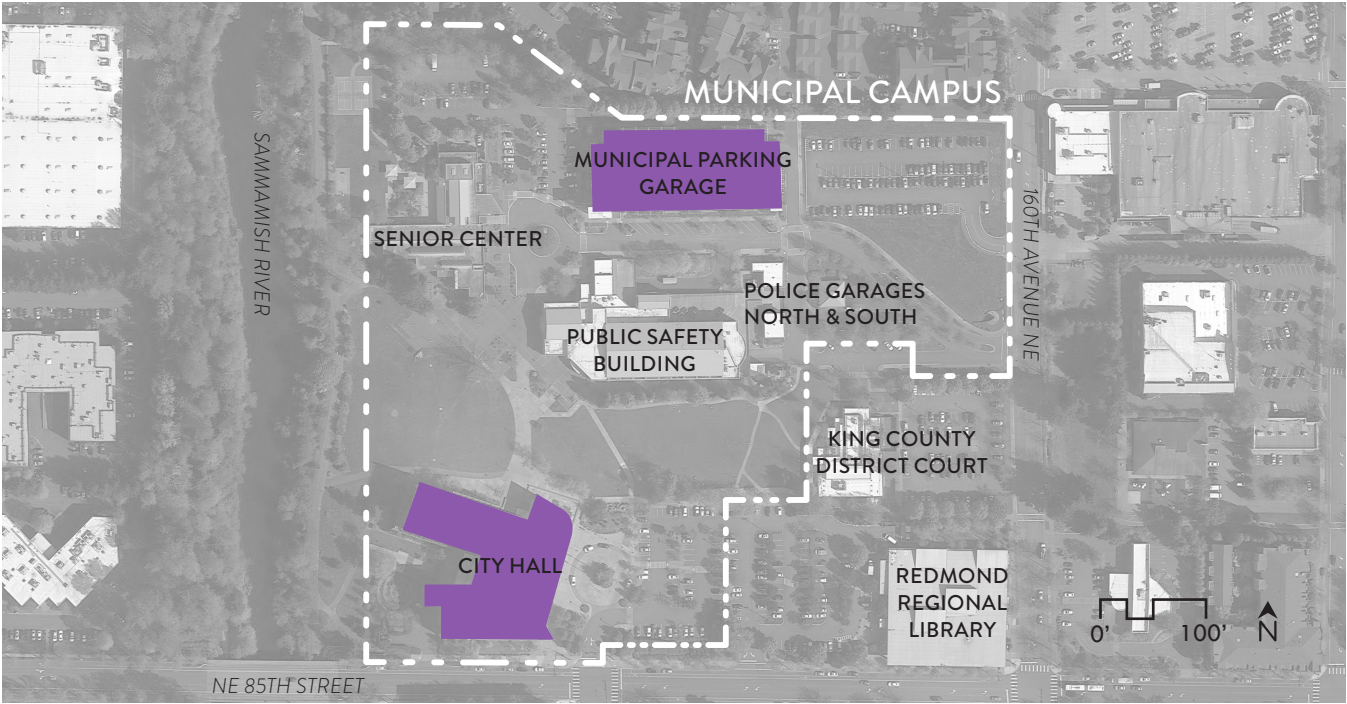 MUNICIPAL CAMPUS
MUNICIPAL PARKING
GARAGE
SAMMAMISH RIVER
160TH AVENUE NE
SENIOR CENTER
POLICE GARAGES
NORTH & SOUTH
PUBLIC SAFETY
BUILDING
KING COUNTY
DISTRICT COURT
CITY HALL
REDMOND
REGIONAL
LIBRARY
0' 100' N
NE 85TH STREET